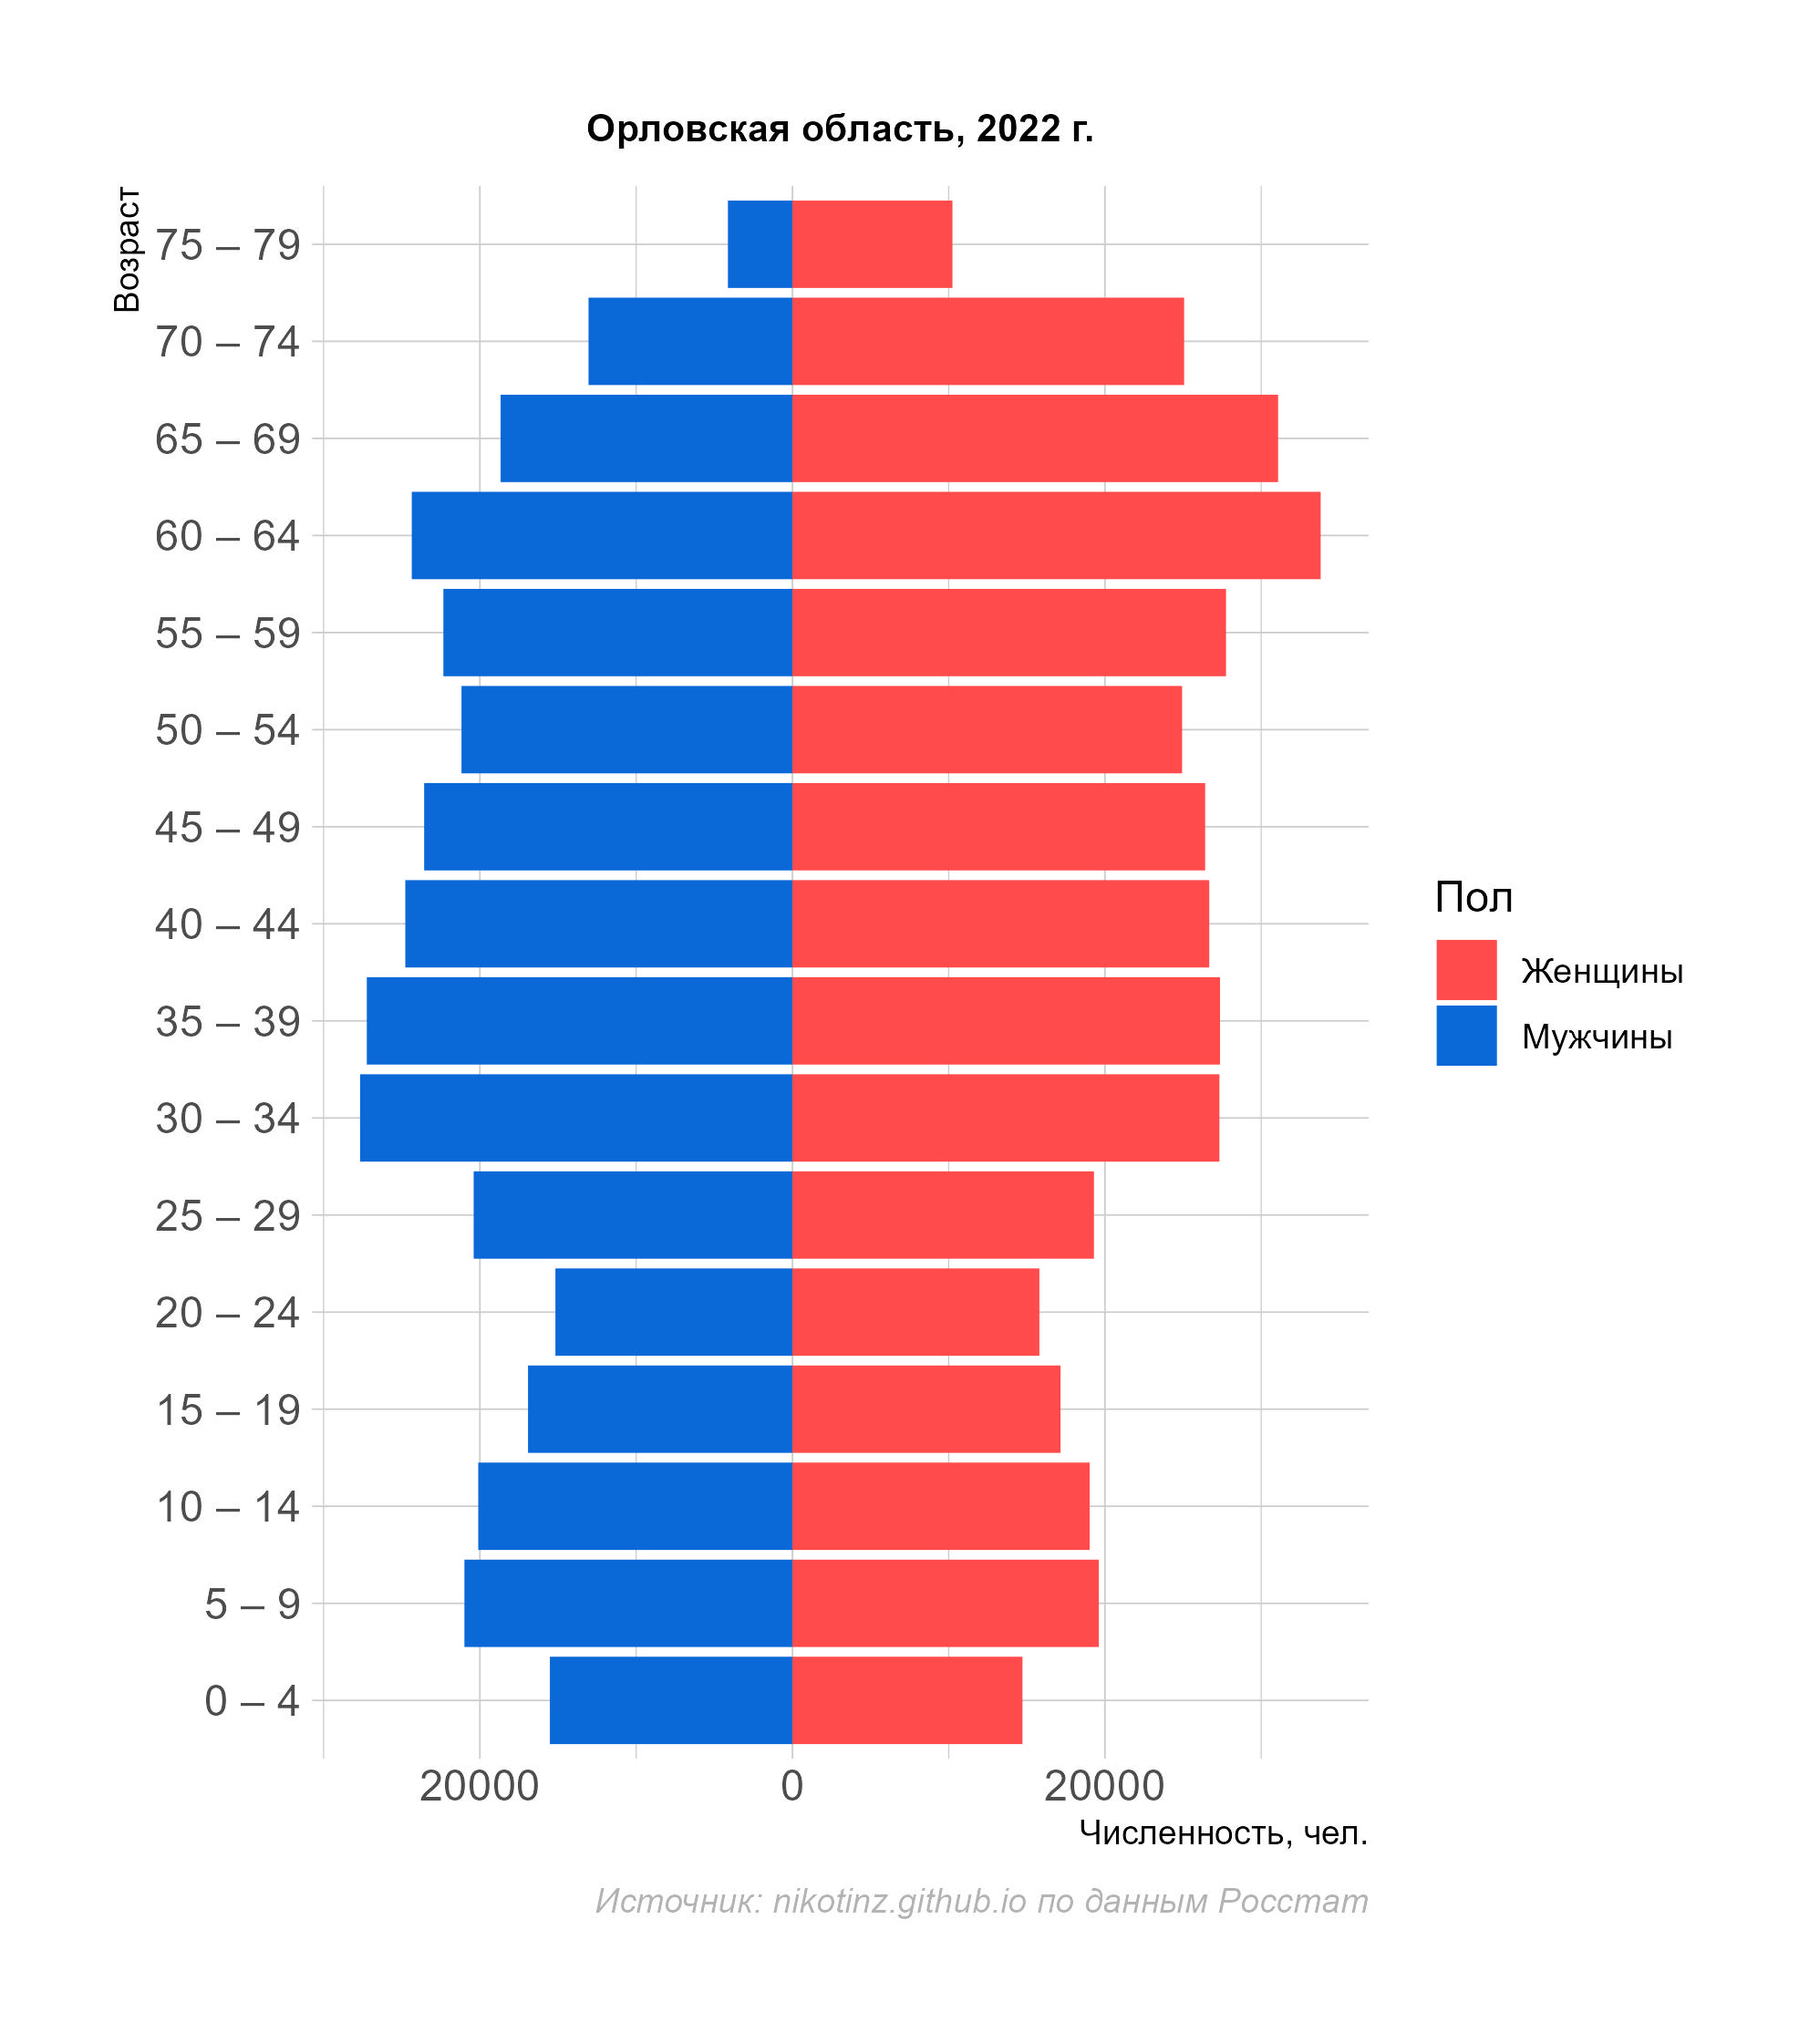 Орловская область, 2022 г.
Возраст
75 – 79
70 – 74
65 – 69
60 – 64
55 – 59
50 – 54
45 – 49
40 – 44
35 – 39
30 – 34
25 – 29
20 – 24
15 – 19
10 – 14
5 – 9
0 – 4
20000 0 20000
Численность, чел.
Пол
Женщины
Мужчины
Источник: nikotinz.github.io по данным Росстат